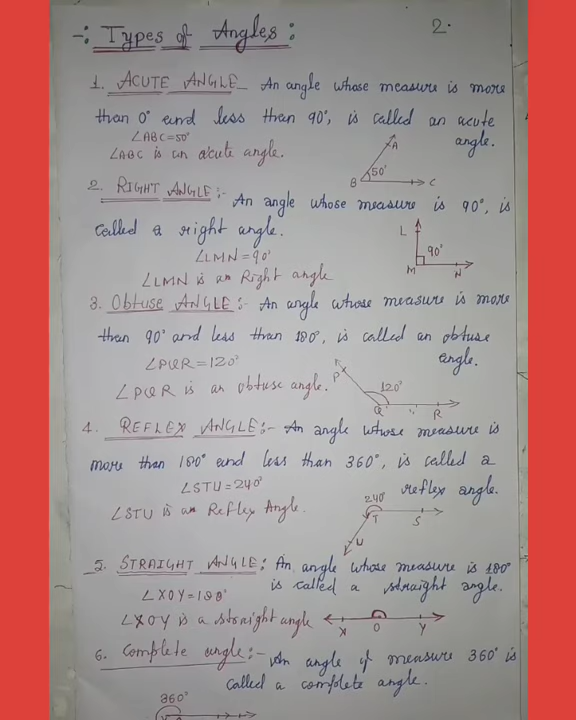 -: Types of Angles :
2.
1. ACUTE ANGLE - An angle whose measure is more
than 0° and less than 90°, is called an acute
angle.
∠ABC=50°
∠ABC is an acute angle.
A
50°
B
C
2. RIGHT ANGLE :- An angle whose measure is 90°, is
called a right angle.
∠LMN=90°
∠LMN is an Right angle
L
90°
M
N
3. Obtuse ANGLE :- An angle whose measure is more
than 90° and less than 180°, is called an obtuse
angle.
∠PQR=120°
∠PQR is an obtuse angle.
P
120°
Q
R
4. REFLEX ANGLE :- An angle whose measure is
more than 180° and less than 360°, is called a
reflex angle.
∠STU=240°
∠STU is an Reflex Angle.
240°
T
S
U
5. STRAIGHT ANGLE : An angle whose measure is 180°
is called a straight angle.
∠XOY=180°
∠XOY is a straight angle
X
O
Y
6. Complete angle :- An angle of measure 360° is
called a complete angle.
360°